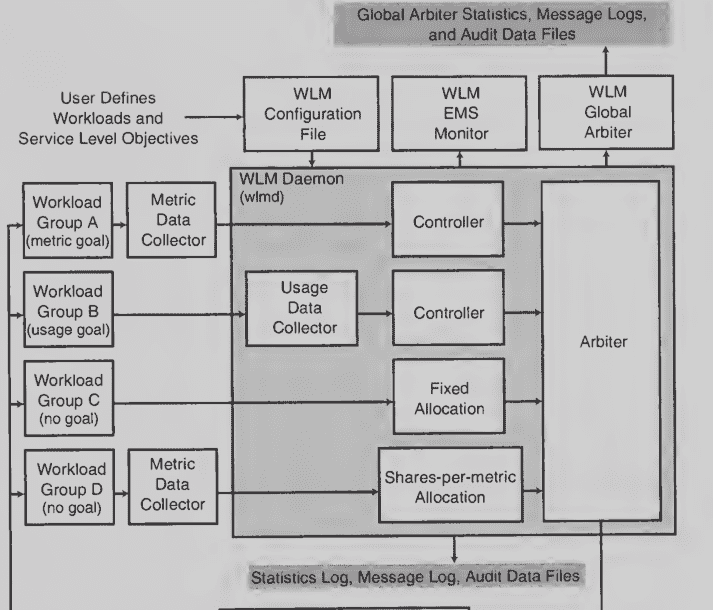 Global Arbiter Statistics, Message Logs,
and Audit Data Files
User Defines
Workloads and
Service Level Objectives
WLM
Configuration
File
WLM
EMS
Monitor
WLM
Global
Arbiter
WLM Daemon
(wlmd)
Workload
Group A
(metric goal)
Metric
Data
Collector
Controller
Workload
Group B
(usage goal)
Usage
Data
Collector
Controller
Arbiter
Workload
Group C
(no goal)
Fixed
Allocation
Workload
Group D
(no goal)
Metric
Data
Collector
Shares-per-metric
Allocation
Statistics Log, Message Log, Audit Data Files